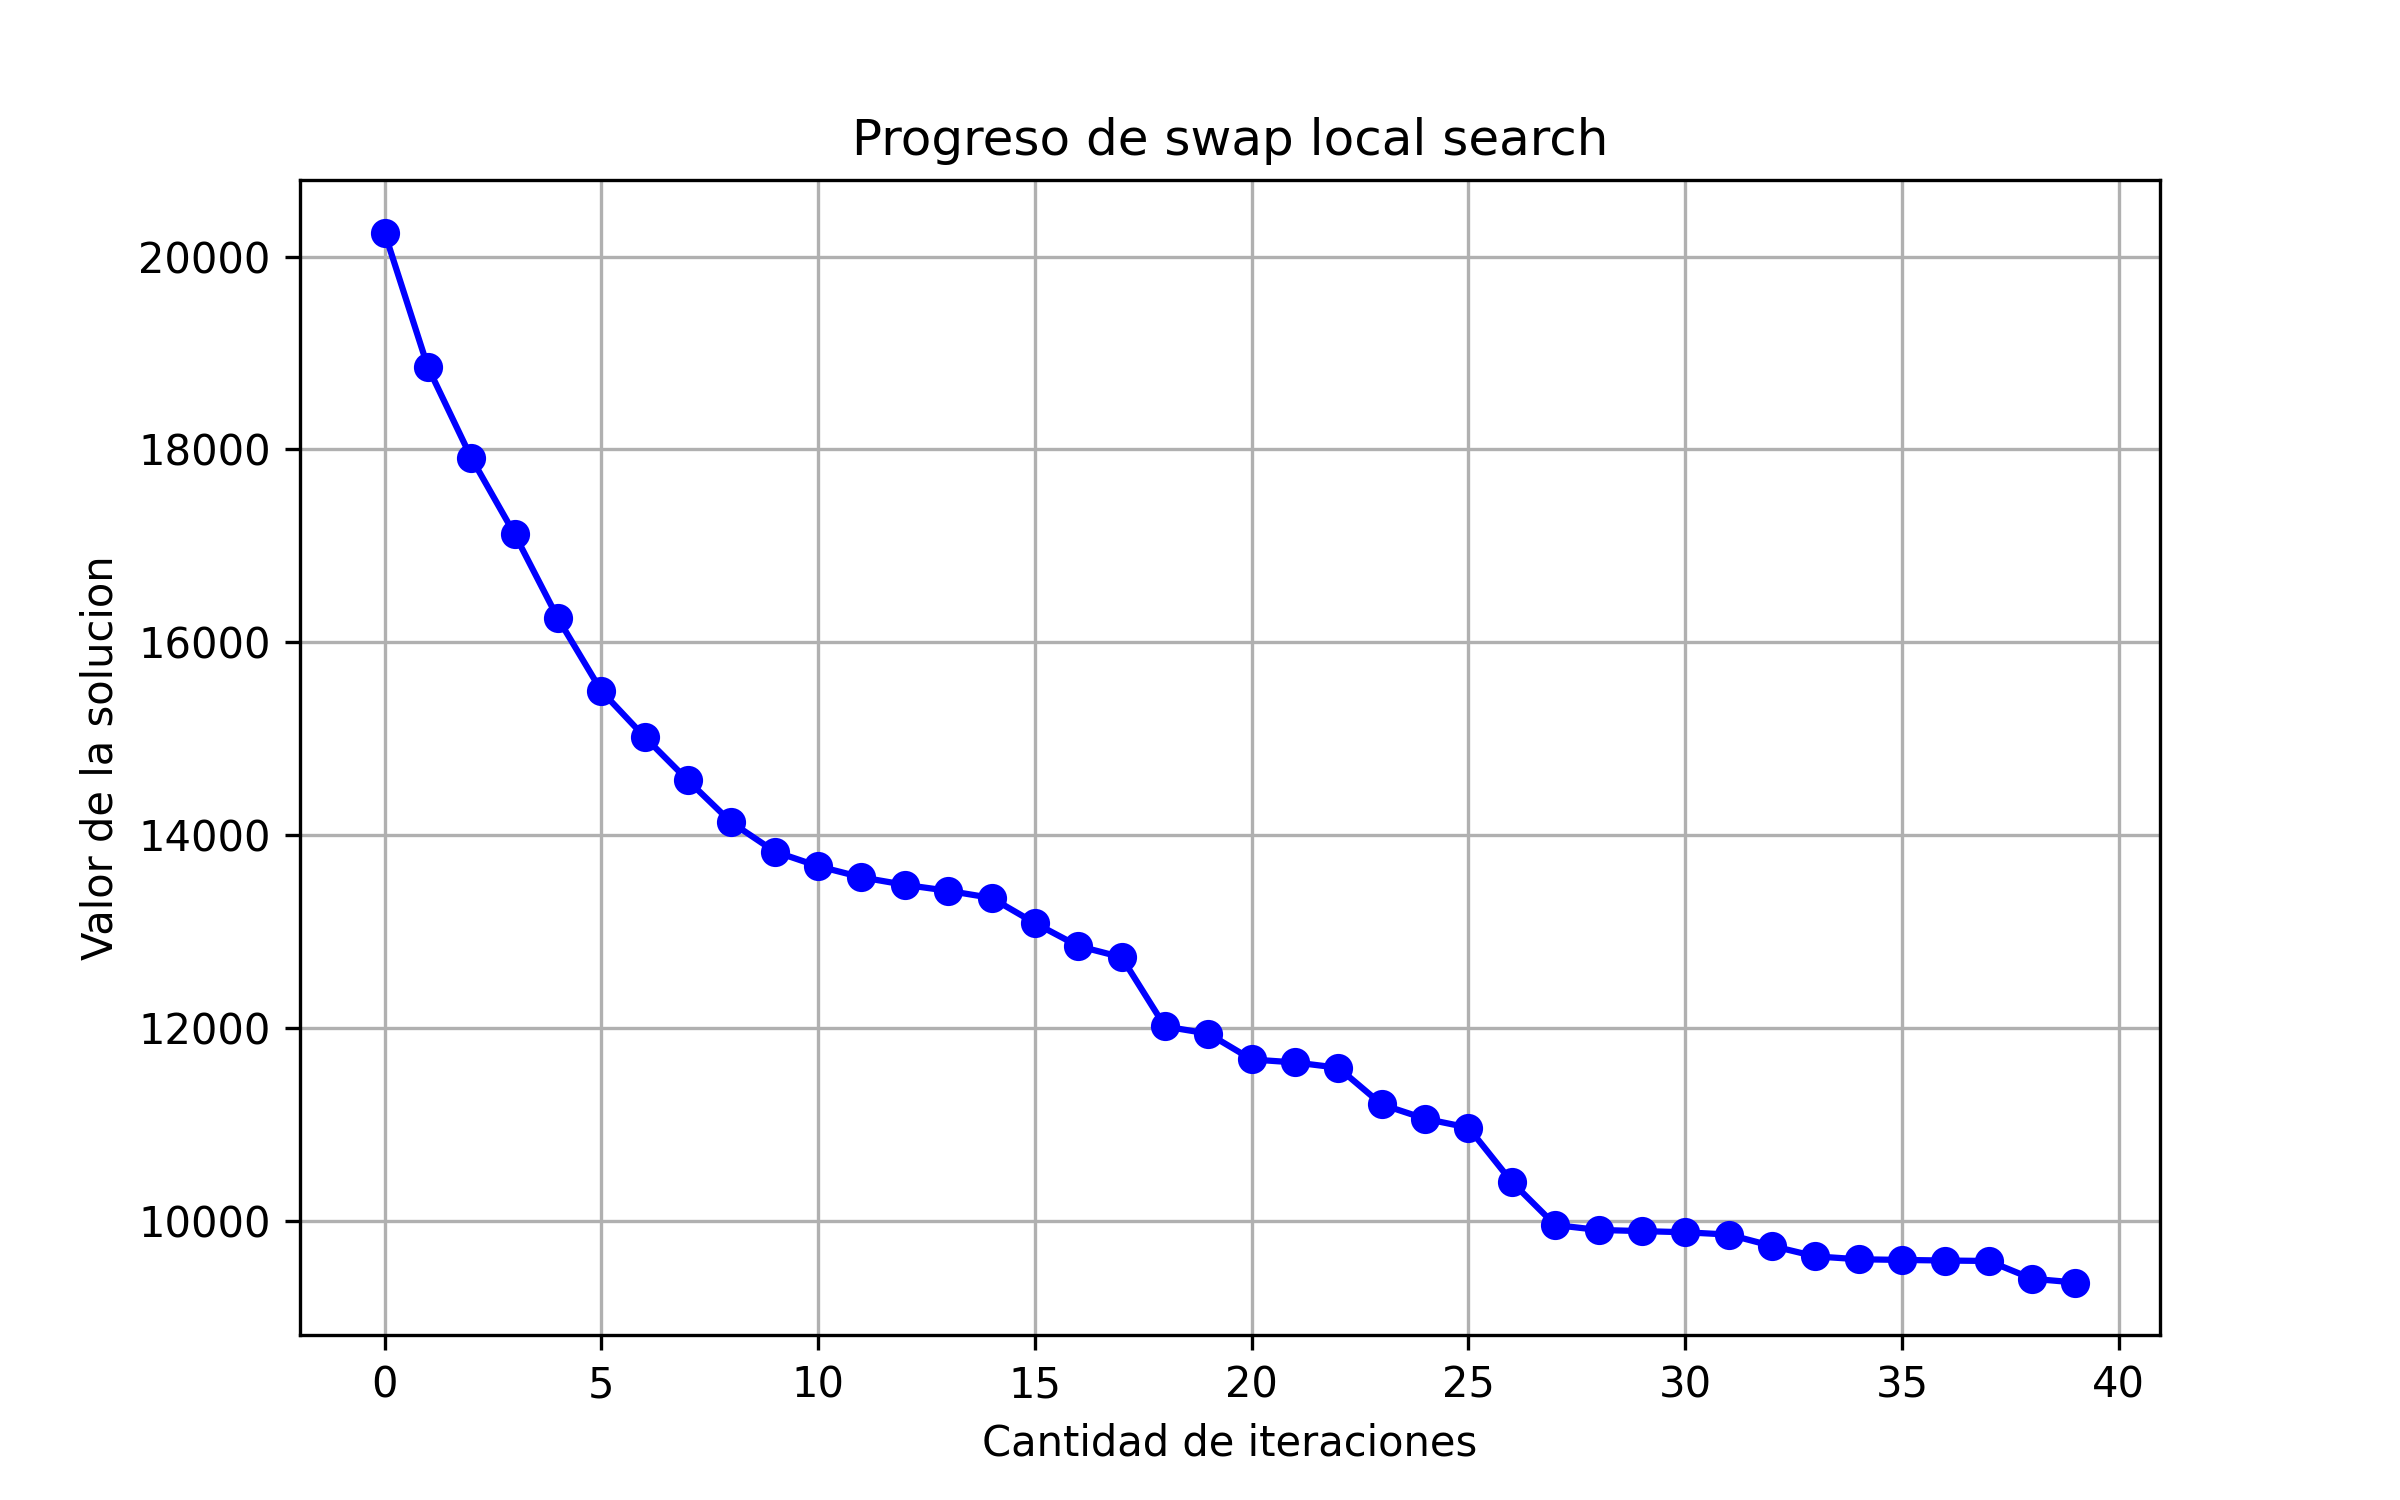 Progreso de swap local search
20000
18000
16000
14000
12000
10000
Valor de la solucion
0 5 10 15 20 25 30 35 40
Cantidad de iteraciones